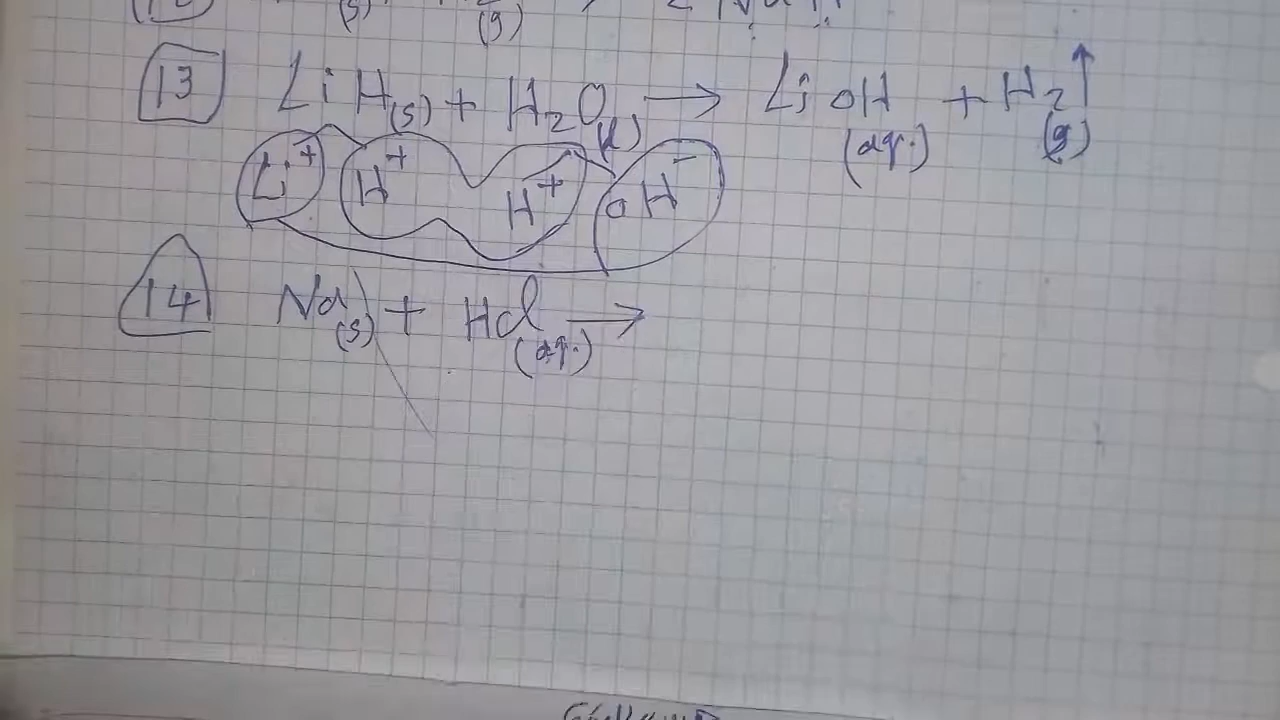 13 LiH(s) + H2O(l) → LiOH(aq.) + H2↑(g)
Li+ H+ H+ OH-
14 Na(s) + HCl(aq.) →